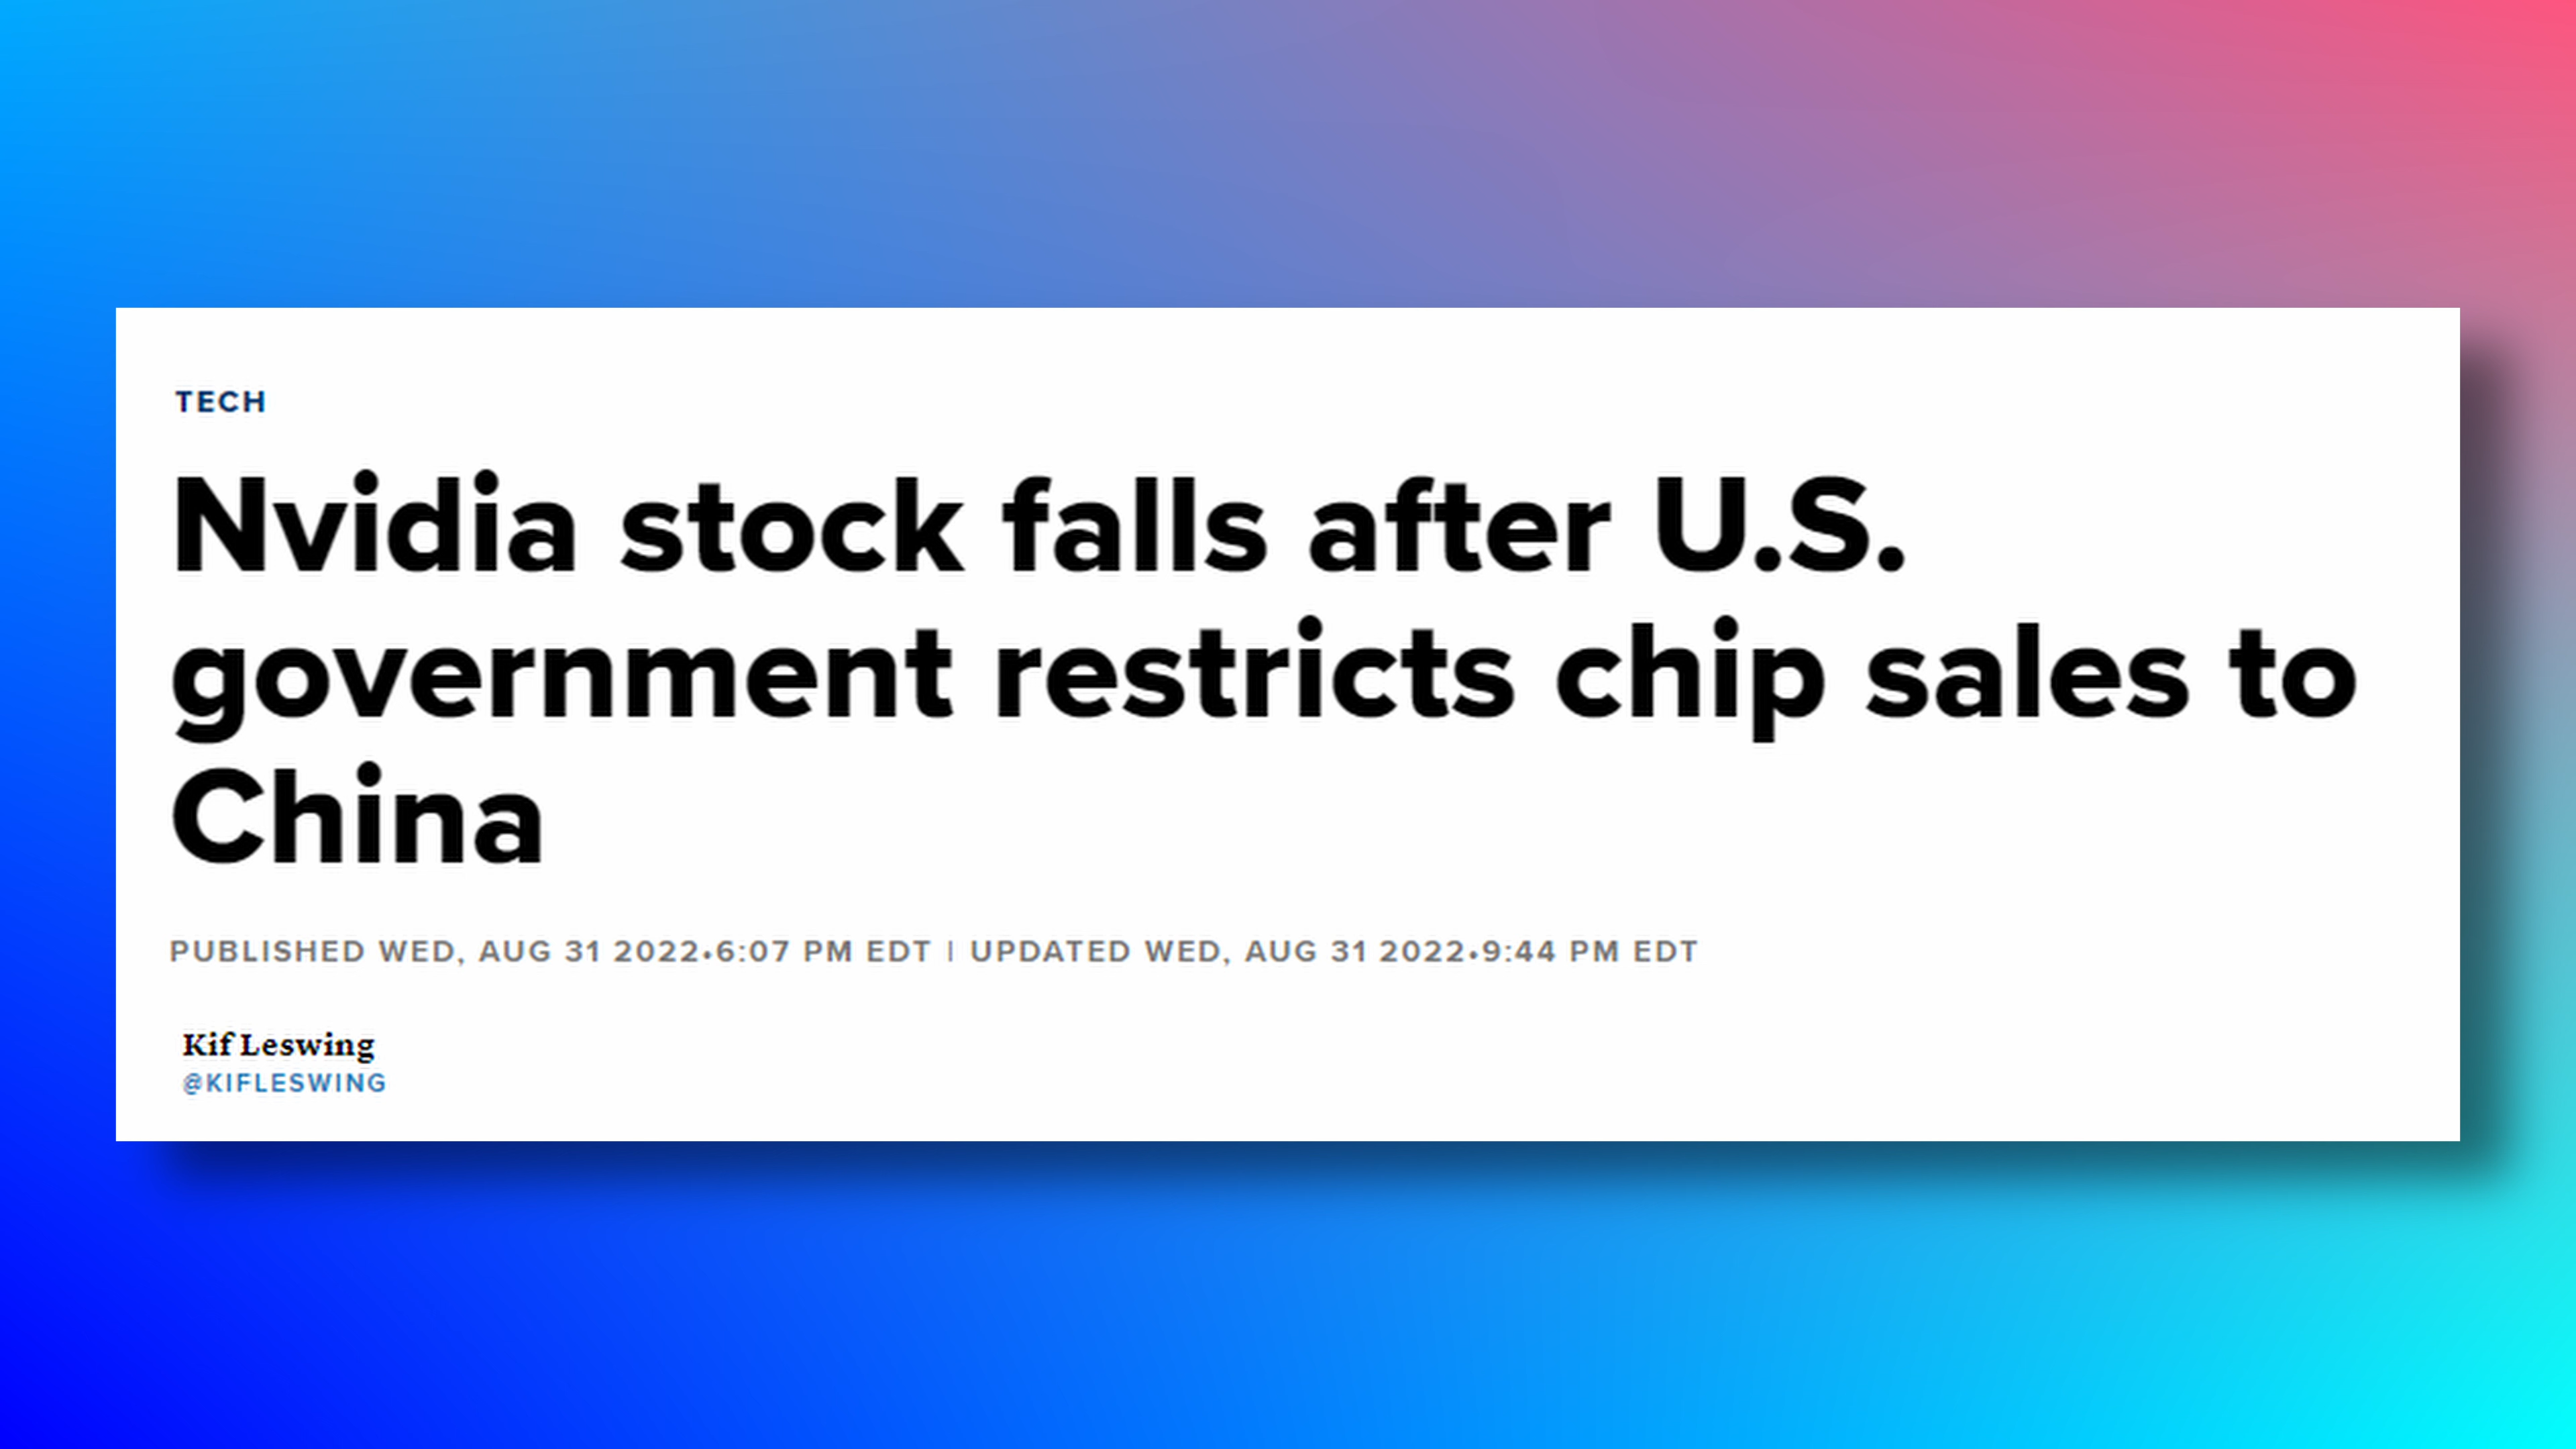 TECH
Nvidia stock falls after U.S.
government restricts chip sales to
China
PUBLISHED WED, AUG 31 2022•6:07 PM EDT | UPDATED WED, AUG 31 2022•9:44 PM EDT
Kif Leswing
@KIFLESWING